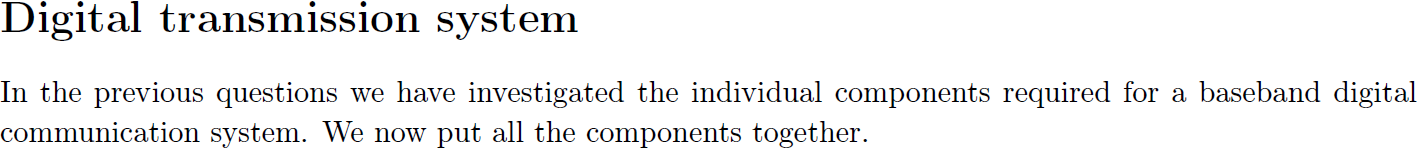 Digital transmission system
In the previous questions we have investigated the individual components required for a baseband digital
communication system. We now put all the components together.